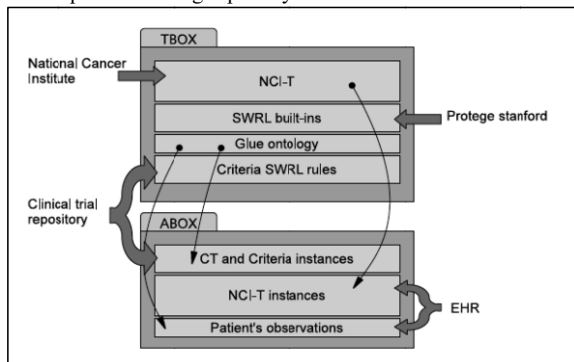 TBOX
National Cancer
Institute
NCI-T
SWRL built-ins
Protege stanford
Glue ontology
Criteria SWRL rules
Clinical trial
repository
ABOX
CT and Criteria instances
NCI-T instances
EHR
Patient's observations